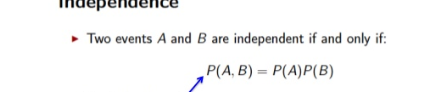 Independence
▸ Two events A and B are independent if and only if:
P(A, B) = P(A)P(B)